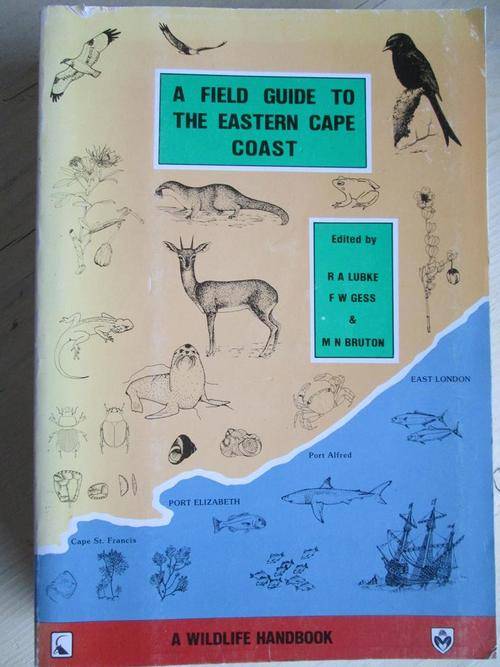 A FIELD GUIDE TO
THE EASTERN CAPE
COAST
Edited by
R A LUBKE
F W GESS
&
M N BRUTON
EAST LONDON
Port Alfred
PORT ELIZABETH
Cape St. Francis
A WILDLIFE HANDBOOK